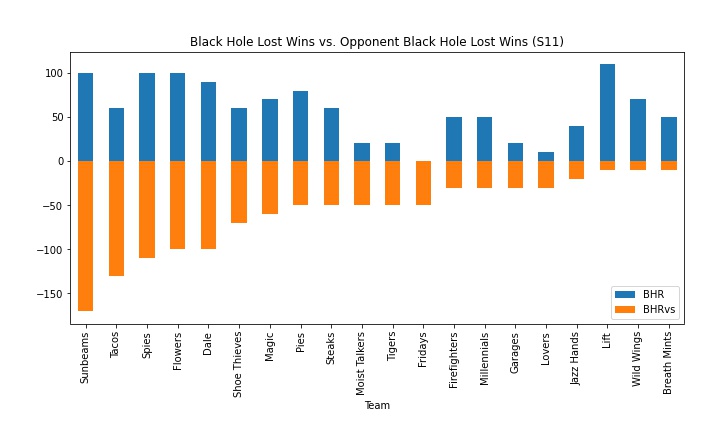 Black Hole Lost Wins vs. Opponent Black Hole Lost Wins (S11)
100
50
0
−50
−100
−150
BHR
BHRvs
Sunbeams
Tacos
Spies
Flowers
Dale
Shoe Thieves
Magic
Pies
Steaks
Moist Talkers
Tigers
Fridays
Firefighters
Millennials
Garages
Lovers
Jazz Hands
Lift
Wild Wings
Breath Mints
Team